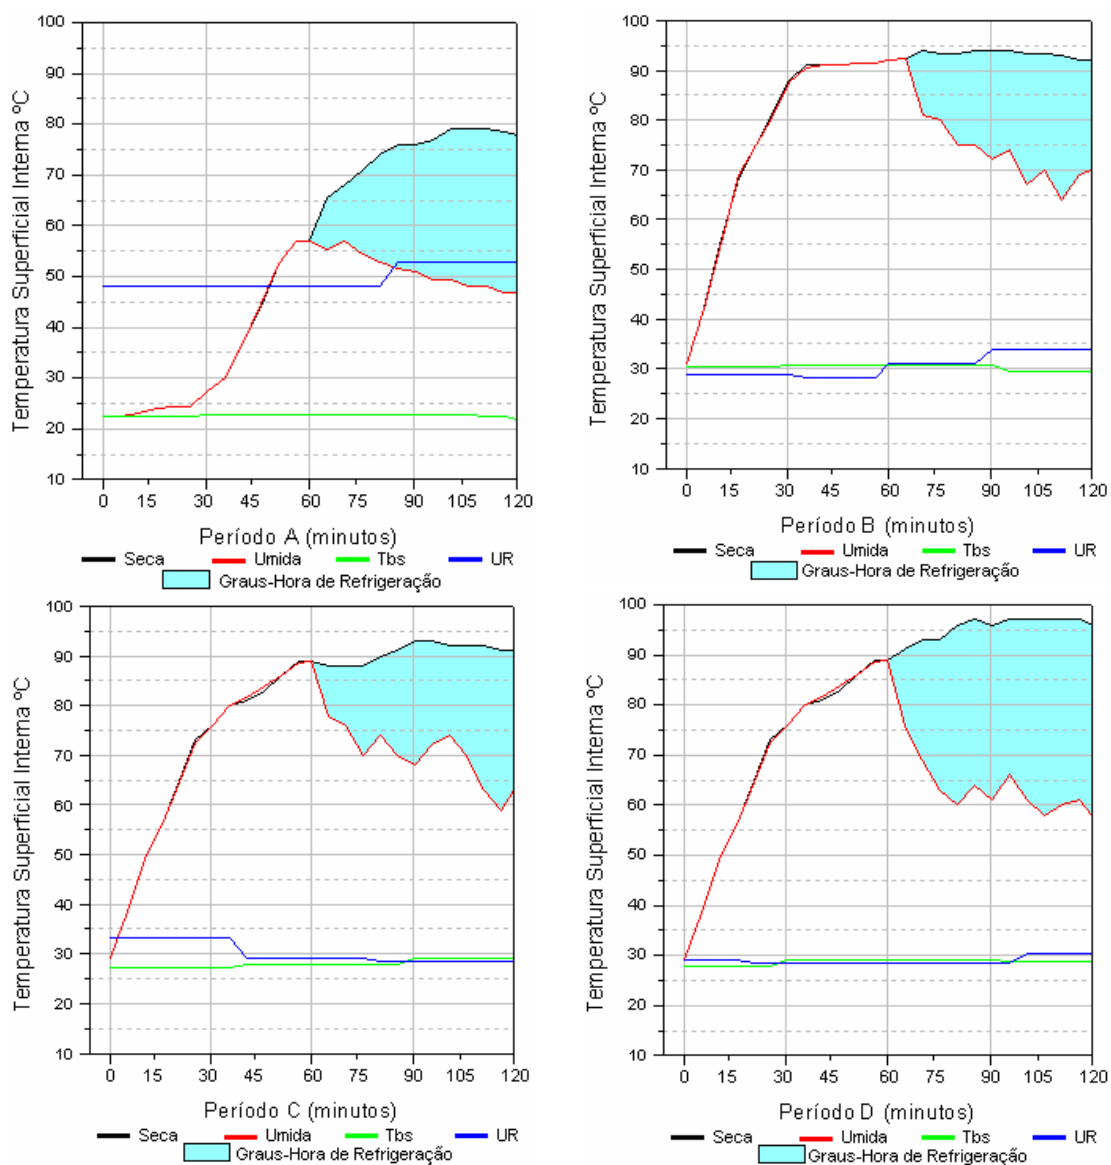 Temperatura Superficial Interna ºC
100
90
80
70
60
50
40
30
20
10
0 15 30 45 60 75 90 105 120
Período A (minutos)
Seca Umida Tbs UR
Graus-Hora de Refrigeração
Temperatura Superficial Interna ºC
100
90
80
70
60
50
40
30
20
10
0 15 30 45 60 75 90 105 120
Período B (minutos)
Seca Umida Tbs UR
Graus-Hora de Refrigeração
Temperatura Superficial Interna ºC
100
90
80
70
60
50
40
30
20
10
0 15 30 45 60 75 90 105 120
Período C (minutos)
Seca Umida Tbs UR
Graus-Hora de Refrigeração
Temperatura Superficial Interna ºC
100
90
80
70
60
50
40
30
20
10
0 15 30 45 60 75 90 105 120
Período D (minutos)
Seca Umida Tbs UR
Graus-Hora de Refrigeração